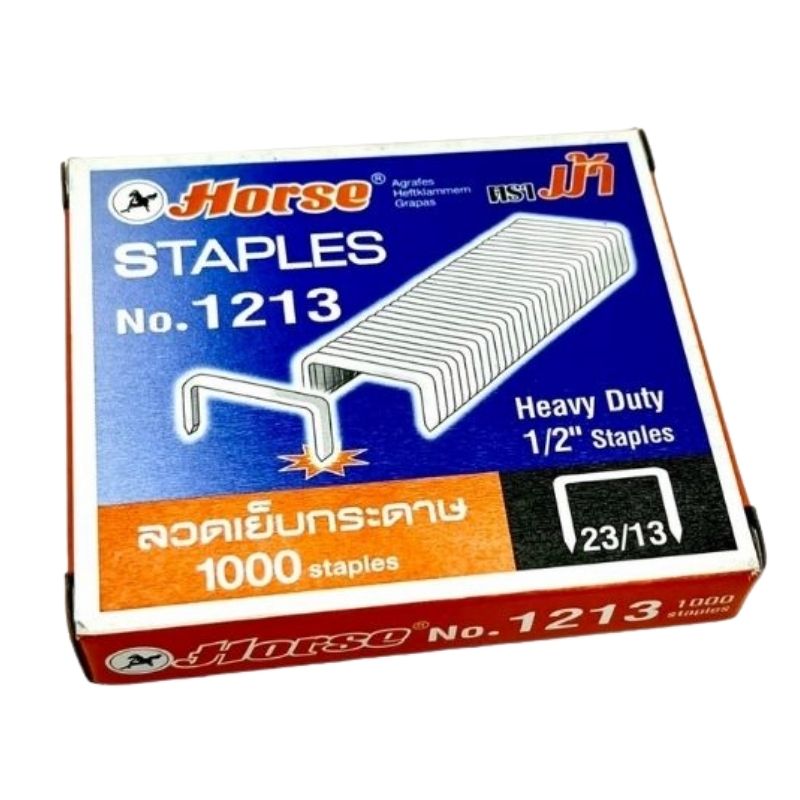 Horse®
Agrafes
Heftklammern
Grapas
ตรา ม้า
STAPLES
No. 1213
Heavy Duty
1/2" Staples
ลวดเย็บกระดาษ
1000 staples
23/13
Horse® No. 1213 1000
staples